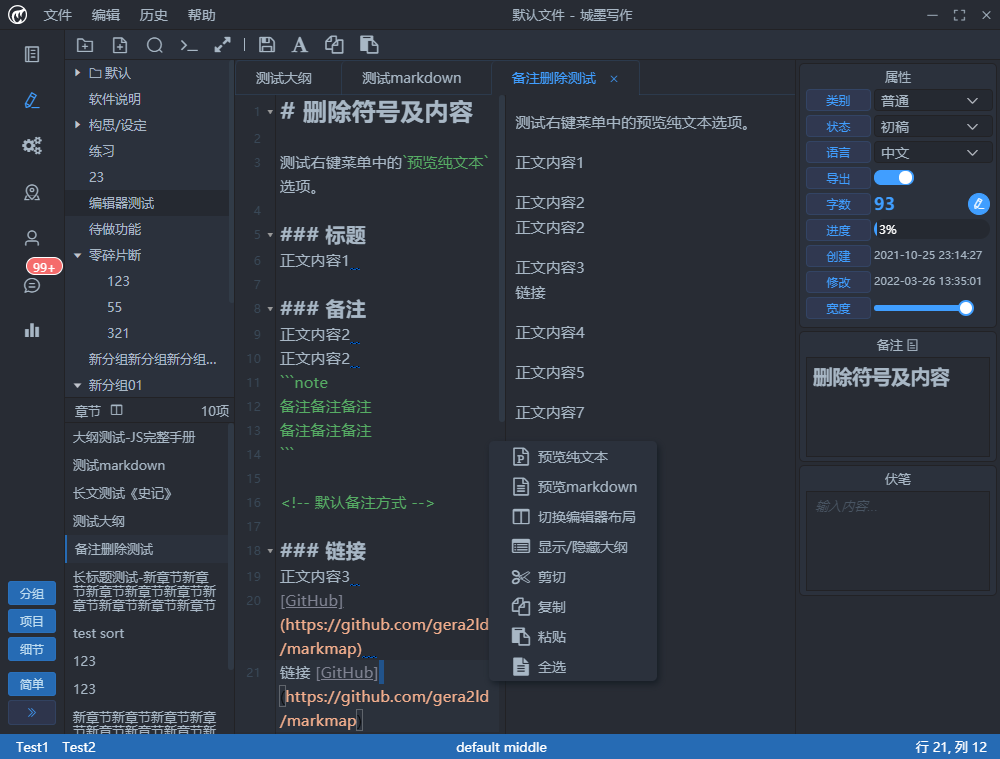 文件 编辑 历史 帮助
默认文件 - 城墨写作
默认
软件说明
构思/设定
练习
23
编辑器测试
待做功能
零碎片断
123
55
321
新分组新分组新分组...
新分组01
99+
章节 10项
大纲测试-JS完整手册
测试markdown
长文测试《史记》
测试大纲
备注删除测试
长标题测试-新章节新章
节新章节新章节新章节新
章节新章节新章节新章节
test sort
123
123
新章节新章节新章节新章
节新章节新章节新章节新
分组
项目
细节
简单
测试大纲 测试markdown 备注删除测试 ×
1 # 删除符号及内容
2
3 测试右键菜单中的`预览纯文本`
选项。
4
5 ### 标题
6 正文内容1
7
8 ### 备注
9 正文内容2
10 正文内容2
11 ```note
12 备注备注备注
13 备注备注备注
14 ```
15
16 <!-- 默认备注方式 -->
17
18 ### 链接
19 正文内容3
20 [GitHub]
(https://github.com/gera2ld
/markmap)
21 链接 [GitHub]
(https://github.com/gera2ld
/markmap)
测试右键菜单中的预览纯文本选项。
正文内容1
正文内容2
正文内容2
正文内容3
链接
正文内容4
正文内容5
正文内容7
预览纯文本
预览markdown
切换编辑器布局
显示/隐藏大纲
剪切
复制
粘贴
全选
属性
类别 普通
状态 初稿
语言 中文
导出
字数 93
进度 3%
创建 2021-10-25 23:14:27
修改 2022-03-26 13:35:01
宽度
备注
删除符号及内容
伏笔
输入内容...
Test1 Test2
default middle
行 21, 列 12